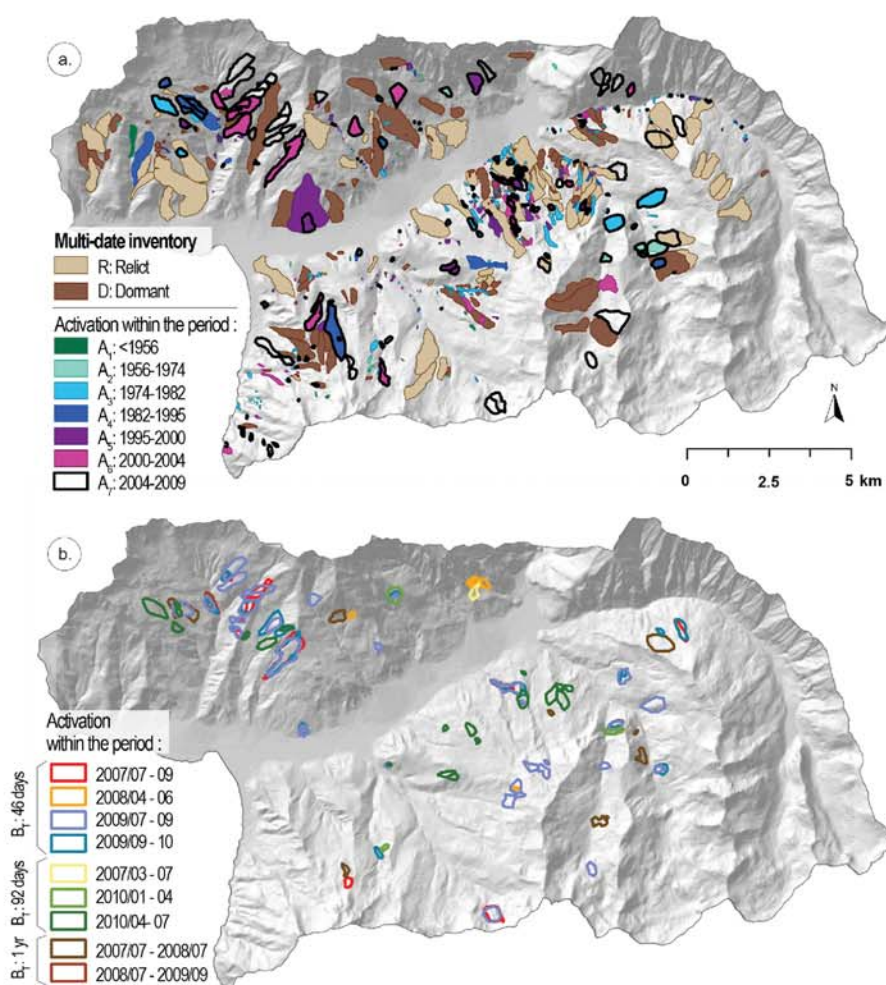 a.
Multi-date inventory
R: Relict
D: Dormant
Activation within the period :
A1: <1956
A2: 1956-1974
A3: 1974-1982
A4: 1982-1995
A5: 1995-2000
A6: 2000-2004
A7: 2004-2009
N
0 2.5 5 km
b.
Activation
within the period :
BT: 46 days
2007/07 - 09
2008/04 - 06
2009/07 - 09
2009/09 - 10
BT: 92 days
2007/03 - 07
2010/01 - 04
2010/04 - 07
BT: 1 yr
2007/07 - 2008/07
2008/07 - 2009/09